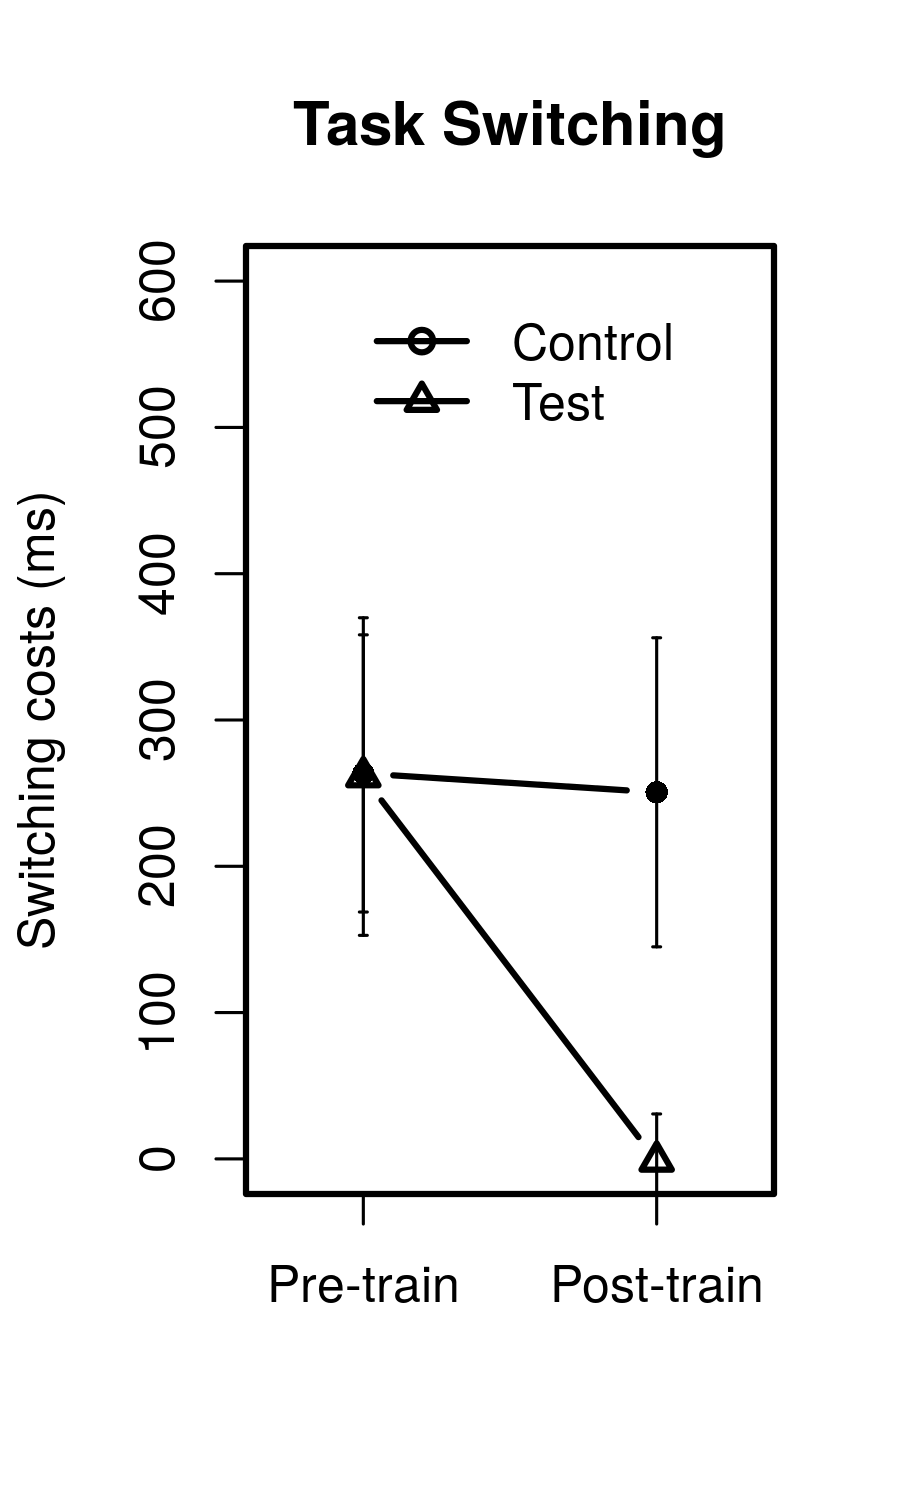 Task Switching
Switching costs (ms)
600
500
400
300
200
100
0
Control
Test
Pre-train
Post-train